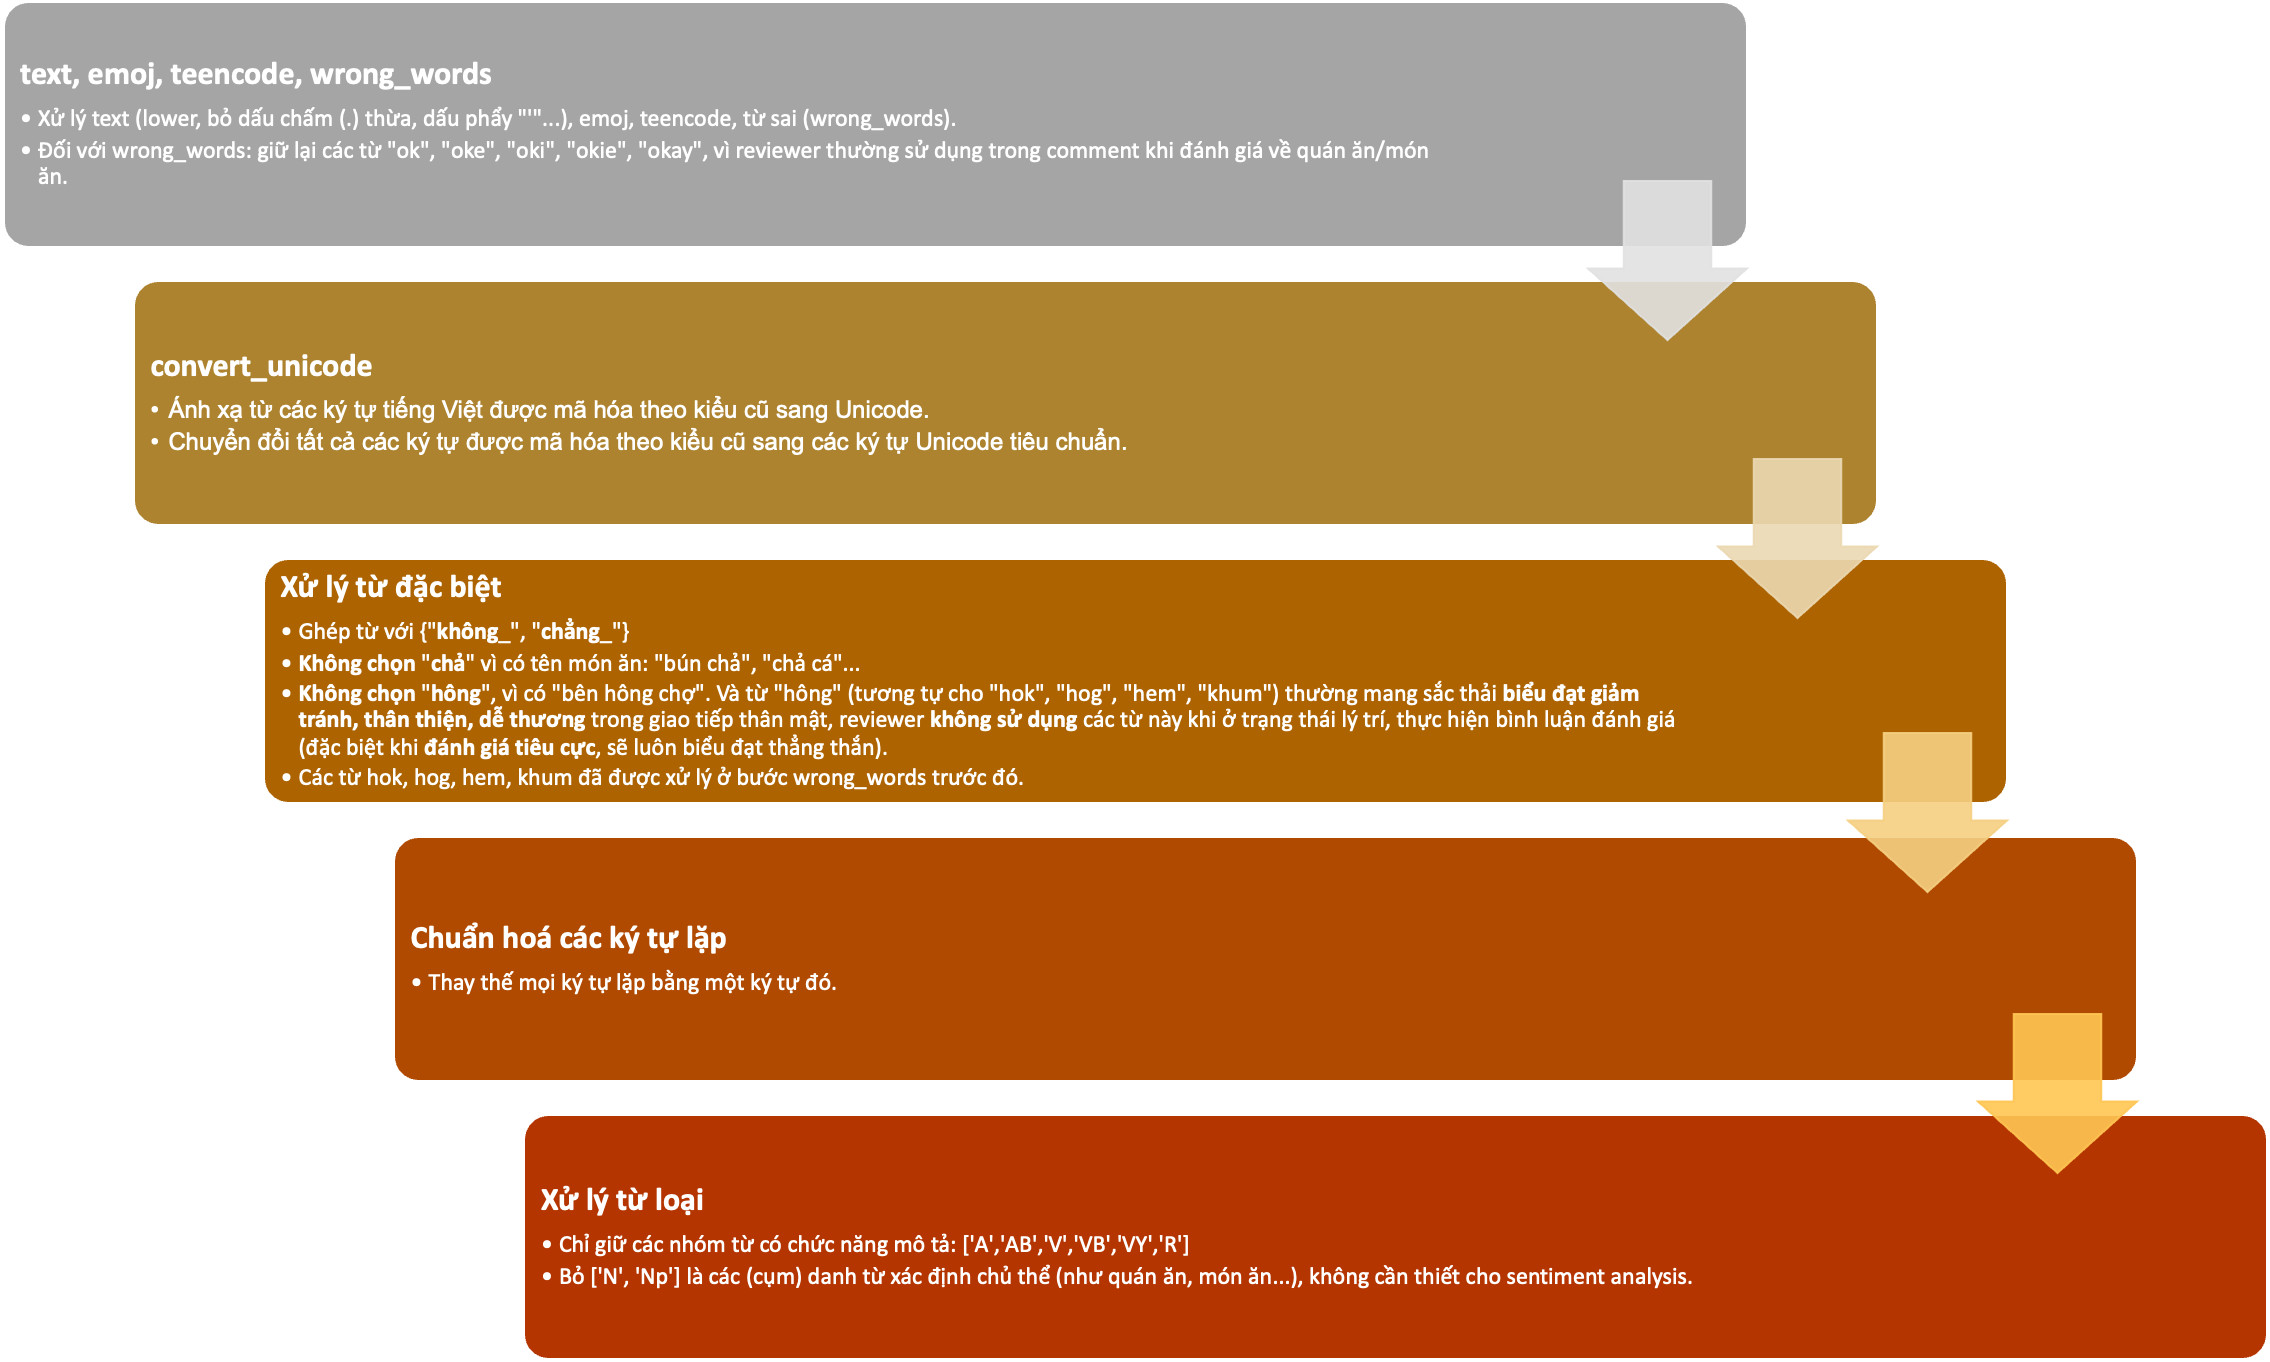 text, emoj, teencode, wrong_words
• Xử lý text (lower, bỏ dấu chấm (.) thừa, dấu phẩy "'"...), emoj, teencode, từ sai (wrong_words).
• Đối với wrong_words: giữ lại các từ "ok", "oke", "oki", "okie", "okay", vì reviewer thường sử dụng trong comment khi đánh giá về quán ăn/món
ăn.
convert_unicode
• Ánh xạ từ các ký tự tiếng Việt được mã hóa theo kiểu cũ sang Unicode.
• Chuyển đổi tất cả các ký tự được mã hóa theo kiểu cũ sang các ký tự Unicode tiêu chuẩn.
Xử lý từ đặc biệt
• Ghép từ với {"không_", "chẳng_"}
• Không chọn "chả" vì có tên món ăn: "bún chả", "chả cá"...
• Không chọn "hông", vì có "bên hông chợ". Và từ "hông" (tương tự cho "hok", "hog", "hem", "khum") thường mang sắc thái biểu đạt giảm
tránh, thân thiện, dễ thương trong giao tiếp thân mật, reviewer không sử dụng các từ này khi ở trạng thái lý trí, thực hiện bình luận đánh giá
(đặc biệt khi đánh giá tiêu cực, sẽ luôn biểu đạt thẳng thắn).
• Các từ hok, hog, hem, khum đã được xử lý ở bước wrong_words trước đó.
Chuẩn hoá các ký tự lặp
• Thay thế mọi ký tự lặp bằng một ký tự đó.
Xử lý từ loại
• Chỉ giữ các nhóm từ có chức năng mô tả: ['A','AB','V','VB','VY','R']
• Bỏ ['N', 'Np'] là các (cụm) danh từ xác định chủ thể (như quán ăn, món ăn...), không cần thiết cho sentiment analysis.